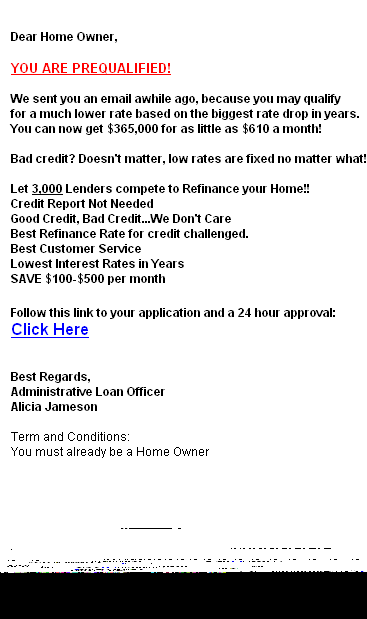 Dear Home Owner,
YOU ARE PREQUALIFIED!
We sent you an email awhile ago, because you may qualify
for a much lower rate based on the biggest rate drop in years.
You can now get $365,000 for as little as $610 a month!
Bad credit? Doesn't matter, low rates are fixed no matter what!
Let 3,000 Lenders compete to Refinance your Home!!
Credit Report Not Needed
Good Credit, Bad Credit...We Don't Care
Best Refinance Rate for credit challenged.
Best Customer Service
Lowest Interest Rates in Years
SAVE $100-$500 per month
Follow this link to your application and a 24 hour approval:
Click Here
Best Regards,
Administrative Loan Officer
Alicia Jameson
Term and Conditions:
You must already be a Home Owner